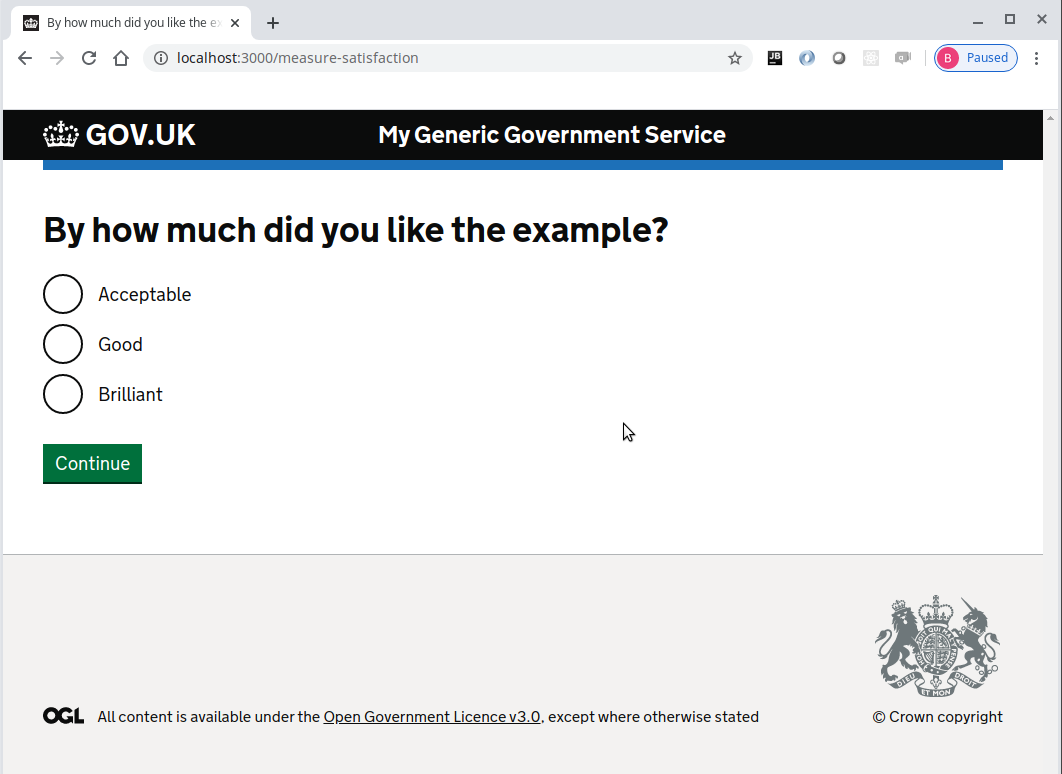 By how much did you like the ex
localhost:3000/measure-satisfaction
JB
B Paused
GOV.UK My Generic Government Service
By how much did you like the example?
Acceptable
Good
Brilliant
Continue
DIEU ET MON DROIT
OGL All content is available under the Open Government Licence v3.0, except where otherwise stated
© Crown copyright